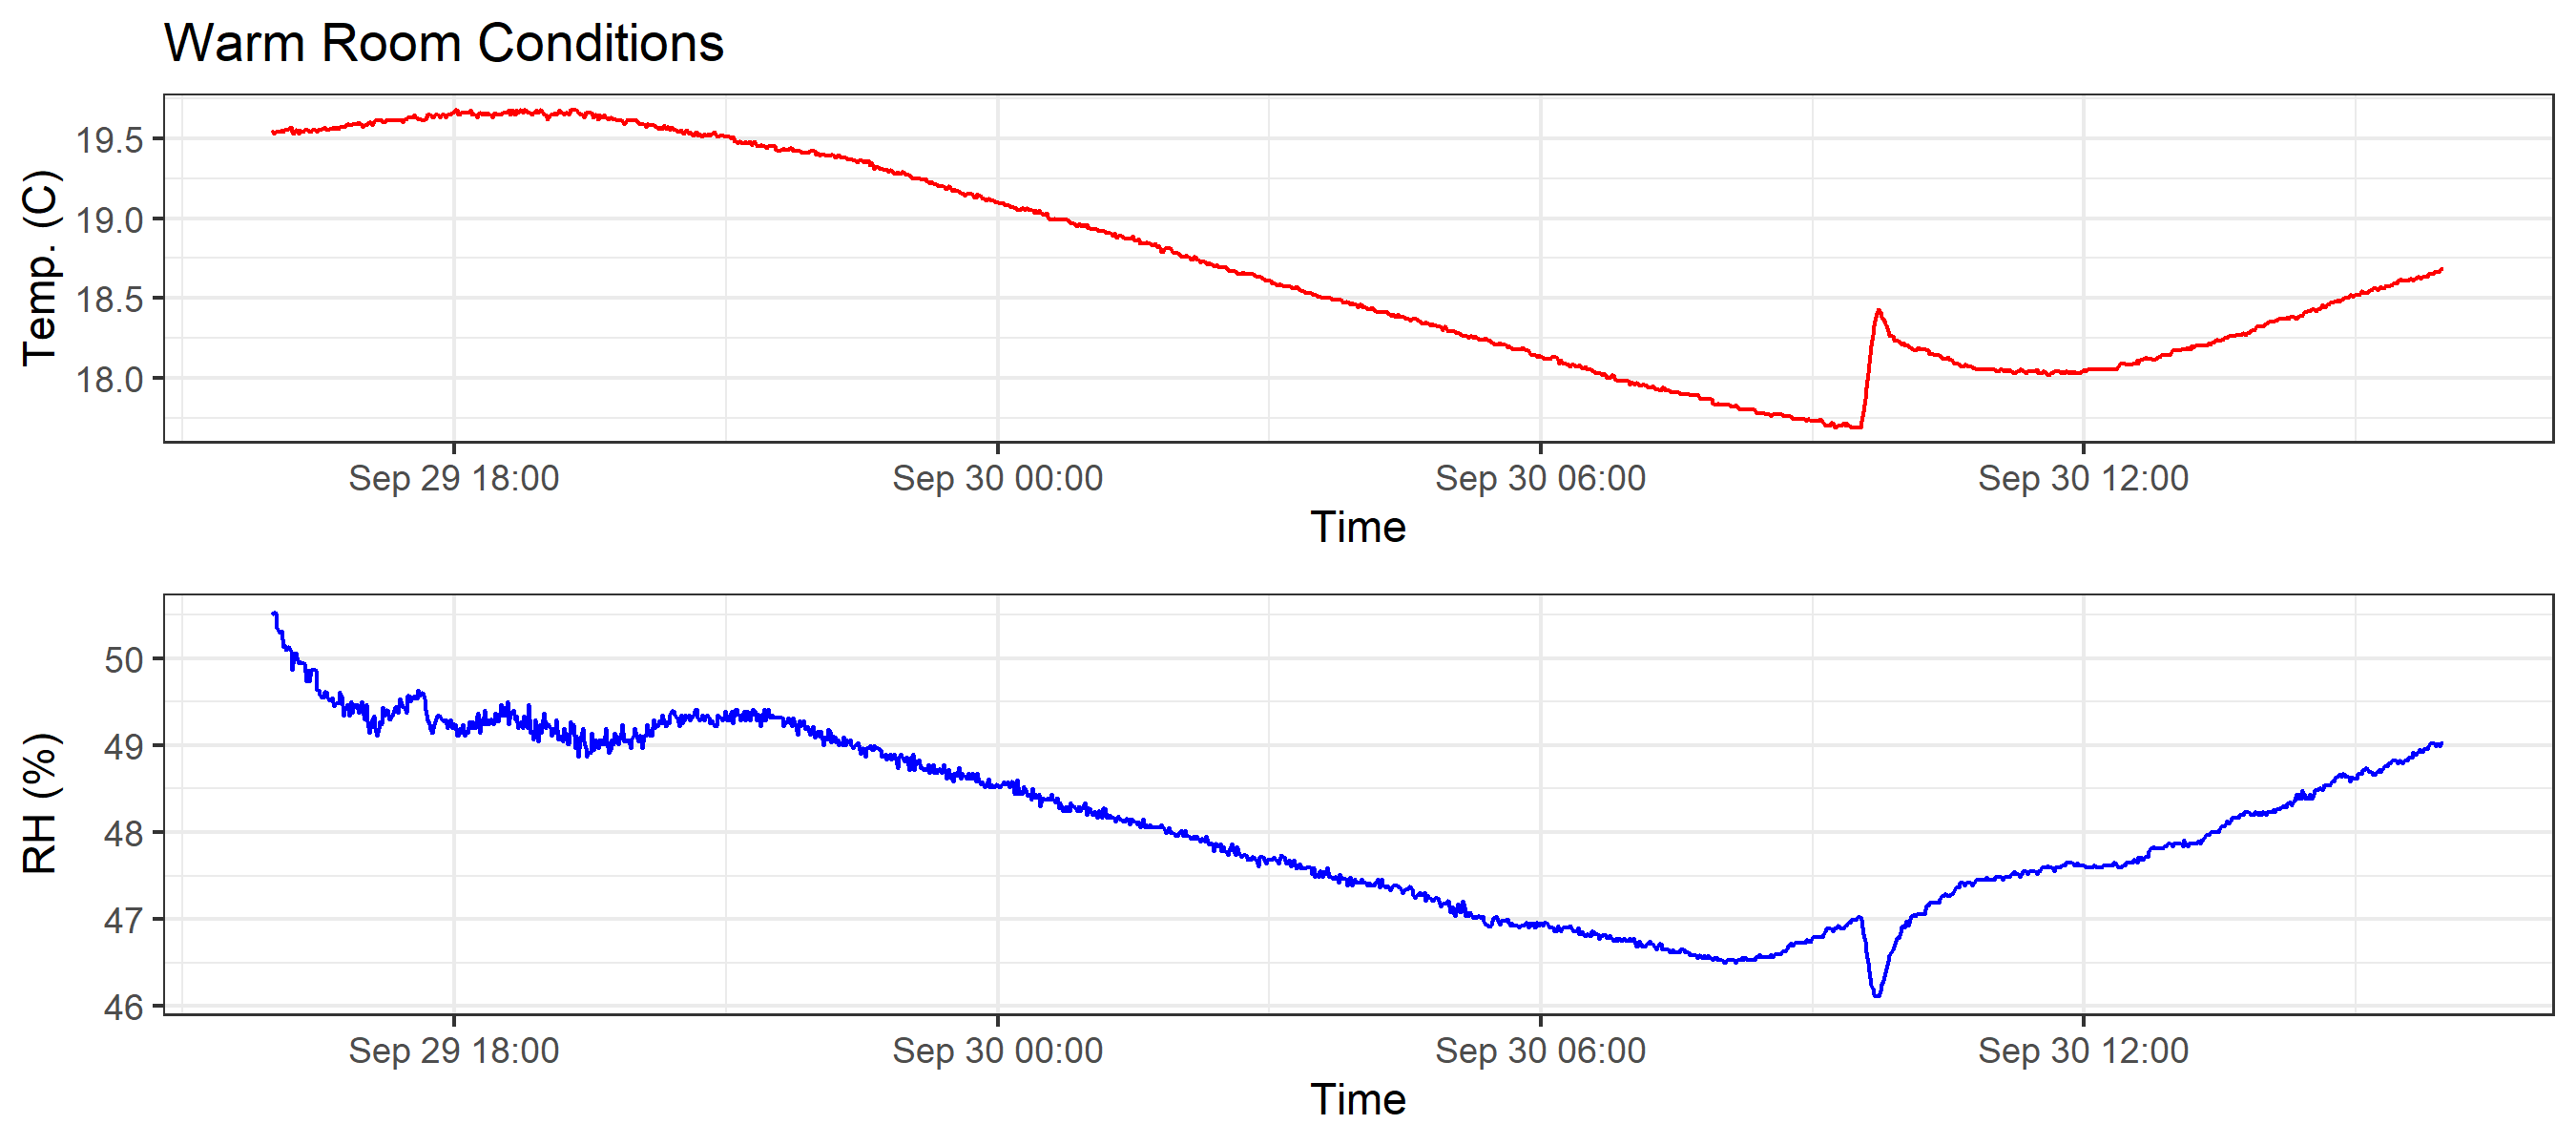 Warm Room Conditions
Temp. (C)
19.5
19.0
18.5
18.0
Sep 29 18:00 Sep 30 00:00 Sep 30 06:00 Sep 30 12:00
Time
RH (%)
50
49
48
47
46
Sep 29 18:00 Sep 30 00:00 Sep 30 06:00 Sep 30 12:00
Time